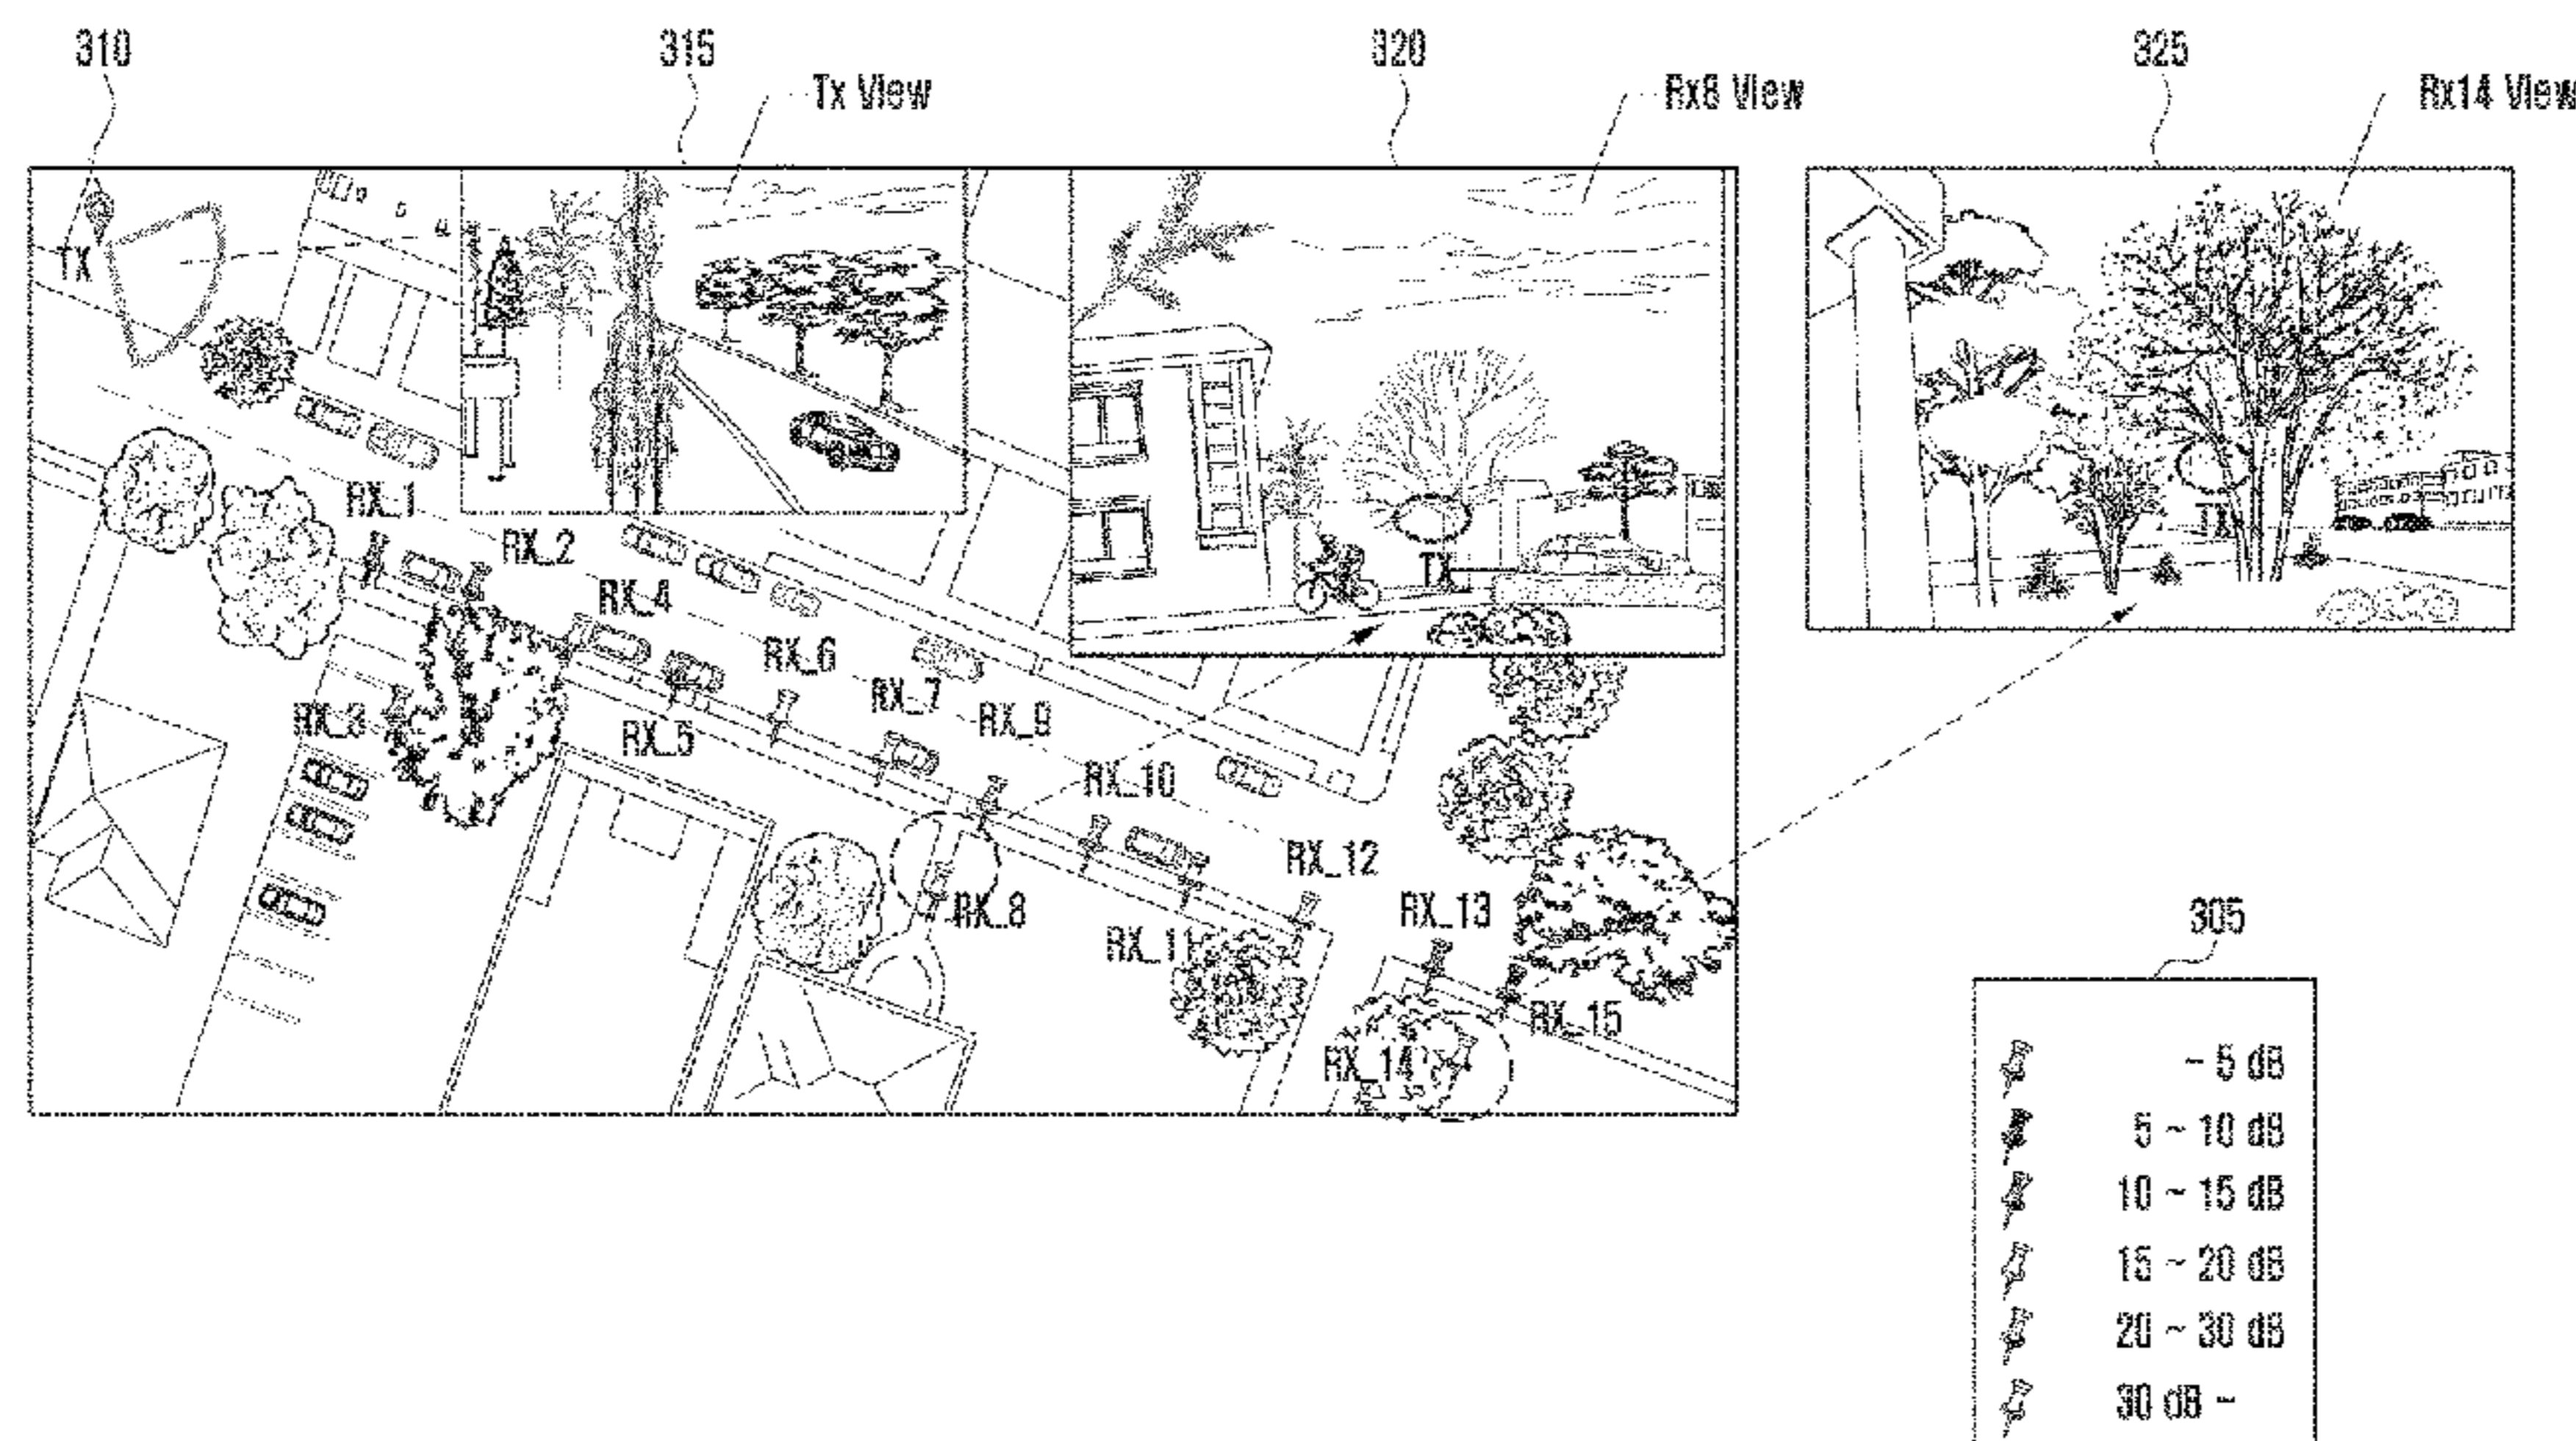 310
315
320
325
Tx View
Rx8 View
Rx14 View
TX
RX_1
RX_2
RX_4
TX
TX
RX_6
RX_7
RX_3
RX_5
RX_9
RX_10
RX_12
RX_8
RX_13
RX_11
305
RX_15
RX_14
~ 5 dB
5 ~ 10 dB
10 ~ 15 dB
15 ~ 20 dB
20 ~ 30 dB
30 dB ~